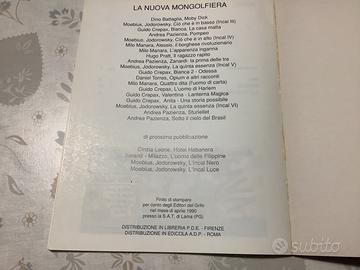 LA NUOVA MONGOLFIERA
Dino Battaglia, Moby Dick
Moebius, Jodorowsky, Ciò che è in basso (Incal III)
Guido Crepax, Bianca, La casa matta
Andrea Pazienza, Pompeo
Moebius, Jodorowsky, Ciò che è in alto (Incal IV)
Milo Manara, Alessio, il borghese rivoluzionario
Milo Manara, L'apparenza inganna
Hugo Pratt, Il ragazzo rapito
Andrea Pazienza, Zanardi- la prima delle tre
Moebius, Jodorowsky, La quinta essenza (Incal V)
Guido Crepax, Bianca 2 - Odessa
Daniel Torres, Opium e altri racconti
Milo Manara, Quattro dita (l'uomo di carta)
Guido Crepax, L'uomo di Harlem
Guido Crepax, Valentina - Lanterna Magica
Guido Crepax, Anita - Una storia possibile
Moebius, Jodorowsky, La quinta essenza (Incal VI)
Andrea Pazienza, Sturiellet
Andrea Pazienza, Sotto il cielo del Brasil
di prossima pubblicazione
Cinzia Leone, Hotel Habanera
Berardi - Milazzo, L'uomo delle Filippine
Moebius, Jodorowsky, L'Incal Nero
Moebius, Jodorowsky, L'Incal Luce
Finito di stampare
per conto degli Editori del Grifo
nel mese di aprile 1990
presso la S.A.T. di Lama (PG)
DISTRIBUZIONE IN LIBRERIA P.D.E. - FIRENZE
DISTRIBUZIONE IN EDICOLA A.D.P. - ROMA
subito